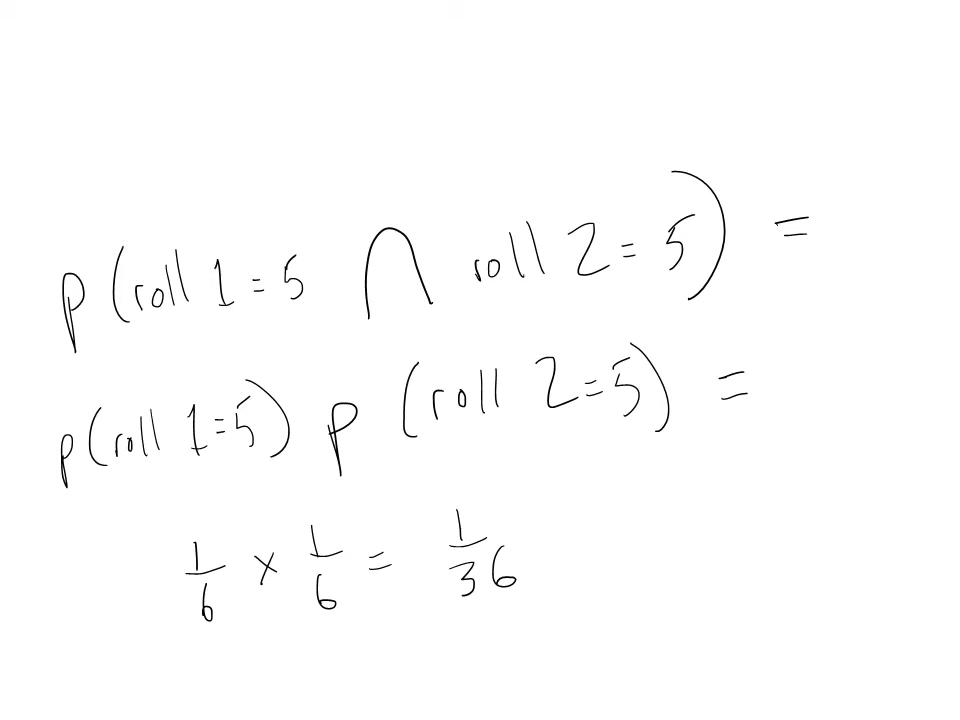 p(roll 1=5 ⋂ roll 2=5) =
p(roll 1=5) p(roll 2=5) =
1/6 × 1/6 = 1/36